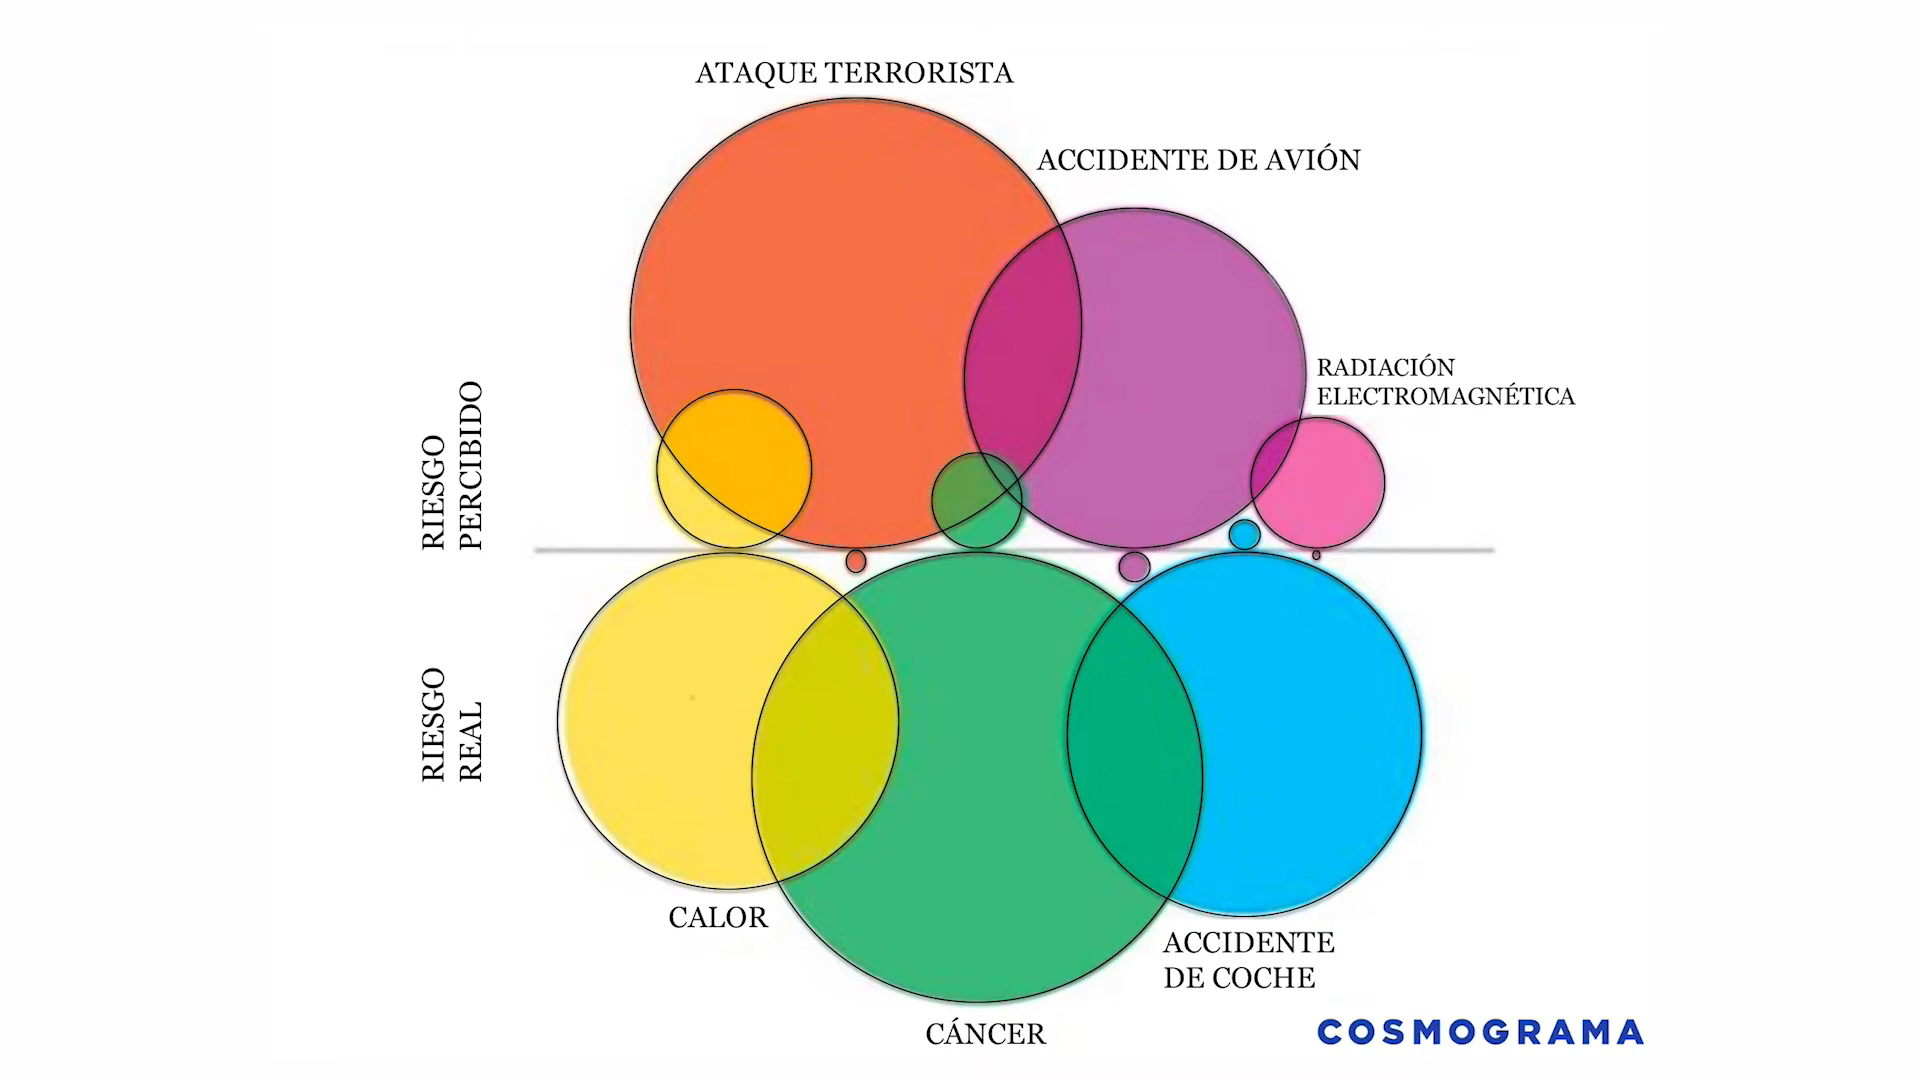 ATAQUE TERRORISTA
ACCIDENTE DE AVIÓN
RADIACIÓN
ELECTROMAGNÉTICA
RIESGO
PERCIBIDO
RIESGO
REAL
CALOR
ACCIDENTE
DE COCHE
CÁNCER
COSMOGRAMA